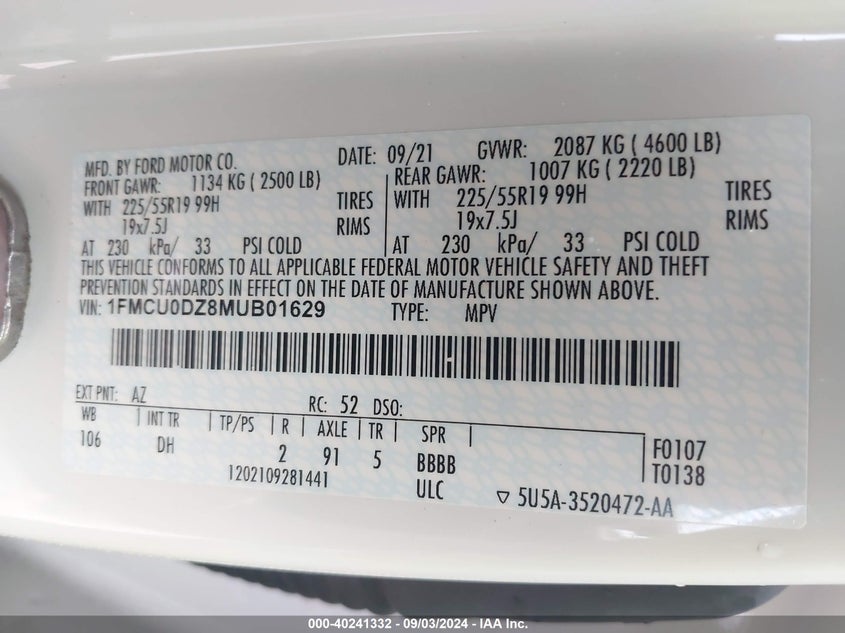 MFD. BY FORD MOTOR CO. DATE: 09/21 GVWR: 2087 KG ( 4600 LB)
FRONT GAWR: 1134 KG ( 2500 LB) REAR GAWR: 1007 KG ( 2220 LB)
WITH 225/55R19 99H TIRES WITH 225/55R19 99H TIRES
19x7.5J RIMS 19x7.5J RIMS
AT 230 kPa/ 33 PSI COLD AT 230 kPa/ 33 PSI COLD
THIS VEHICLE CONFORMS TO ALL APPLICABLE FEDERAL MOTOR VEHICLE SAFETY AND THEFT
PREVENTION STANDARDS IN EFFECT ON THE DATE OF MANUFACTURE SHOWN ABOVE.
VIN: 1FMCU0DZ8MUB01629 TYPE: MPV
EXT PNT: AZ RC: 52 DSO:
WB INT TR TP/PS R AXLE TR SPR
106 DH 2 91 5 BBBB F0107
1202109281441 ULC T0138
5U5A-3520472-AA
000-40241332 - 09/03/2024 - IAA Inc.